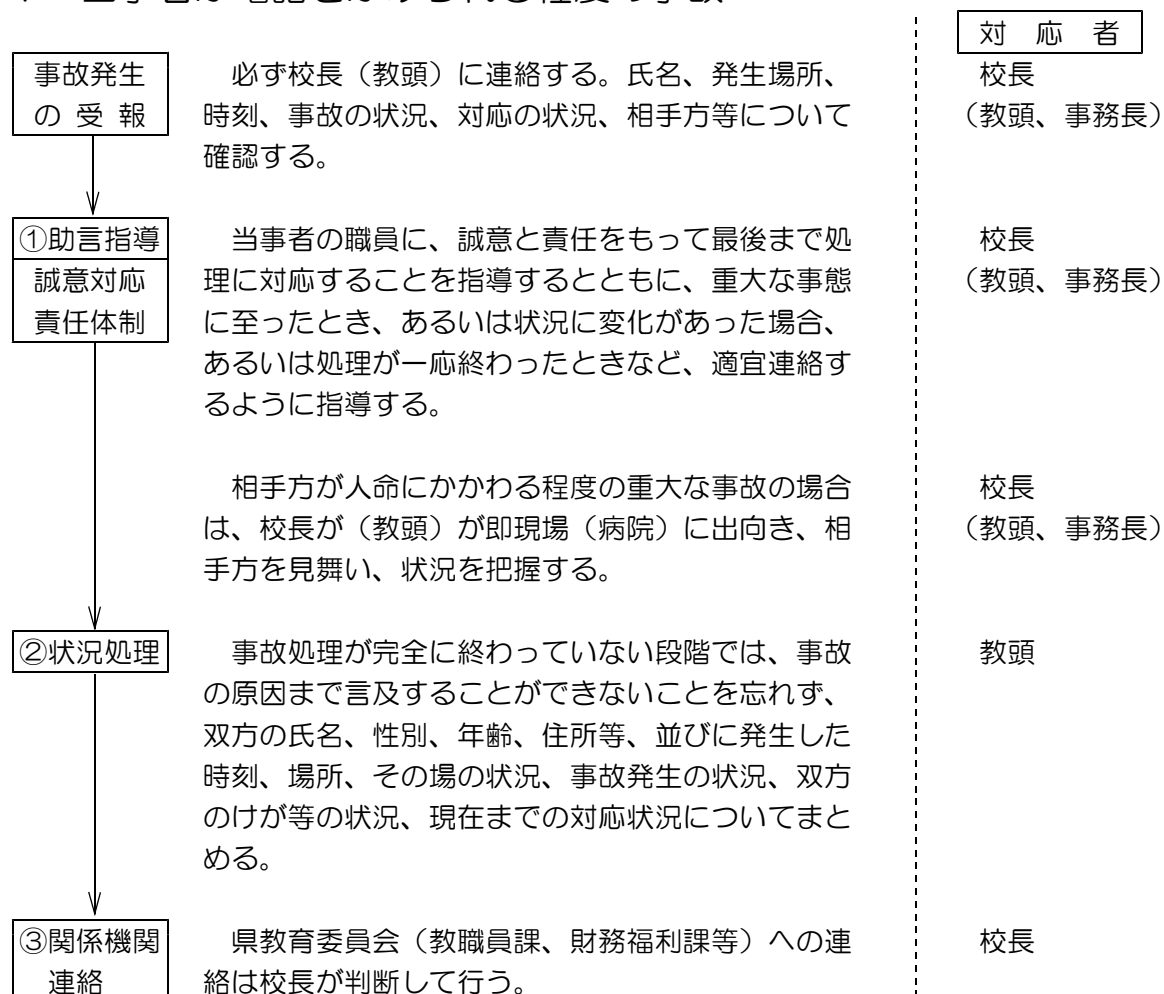 対 応 者
事故発生
の 受 報
必ず校長（教頭）に連絡する。氏名、発生場所、
時刻、事故の状況、対応の状況、相手方等について
確認する。
校長
（教頭、事務長）
①助言指導
誠意対応
責任体制
当事者の職員に、誠意と責任をもって最後まで処
理に対応することを指導するとともに、重大な事態
に至ったとき、あるいは状況に変化があった場合、
あるいは処理が一応終わったときなど、適宜連絡す
るように指導する。
校長
（教頭、事務長）
相手方が人命にかかわる程度の重大な事故の場合
は、校長が（教頭）が即現場（病院）に出向き、相
手方を見舞い、状況を把握する。
校長
（教頭、事務長）
②状況処理
事故処理が完全に終わっていない段階では、事故
の原因まで言及することができないことを忘れず、
双方の氏名、性別、年齢、住所等、並びに発生した
時刻、場所、その場の状況、事故発生の状況、双方
のけが等の状況、現在までの対応状況についてまと
める。
教頭
③関係機関
連絡
県教育委員会（教職員課、財務福利課等）への連
絡は校長が判断して行う。
校長